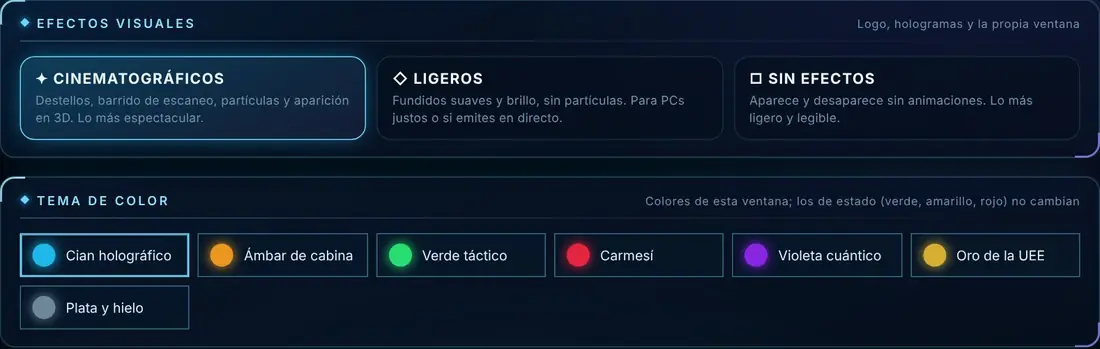 EFECTOS VISUALES
Logo, hologramas y la propia ventana
CINEMATOGRÁFICOS
Destellos, barrido de escaneo, partículas y aparición
en 3D. Lo más espectacular.
LIGEROS
Fundidos suaves y brillo, sin partículas. Para PCs
justos o si emites en directo.
SIN EFECTOS
Aparece y desaparece sin animaciones. Lo más
ligero y legible.
TEMA DE COLOR
Colores de esta ventana; los de estado (verde, amarillo, rojo) no cambian
Cian holográfico
Ámbar de cabina
Verde táctico
Carmesí
Violeta cuántico
Oro de la UEE
Plata y hielo